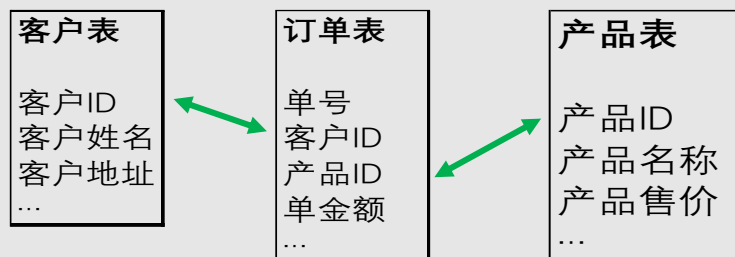 客户表
客户ID
客户姓名
客户地址
...
订单表
单号
客户ID
产品ID
单金额
...
产品表
产品ID
产品名称
产品售价
...